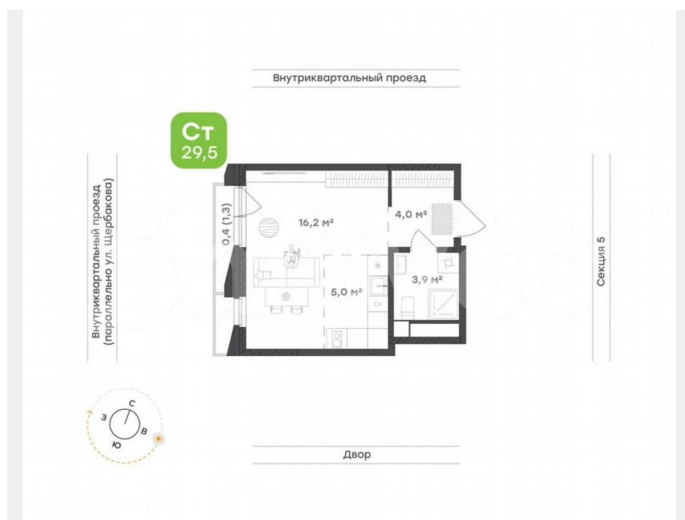 Внутриквартальный проезд
Ст
29,5
Внутриквартальный проезд
(параллельно ул. Щербакова)
0,4 (1,3)
16,2 м²
4,0 м²
5,0 м²
3,9 м²
Секция 5
С
З
В
Ю
Двор